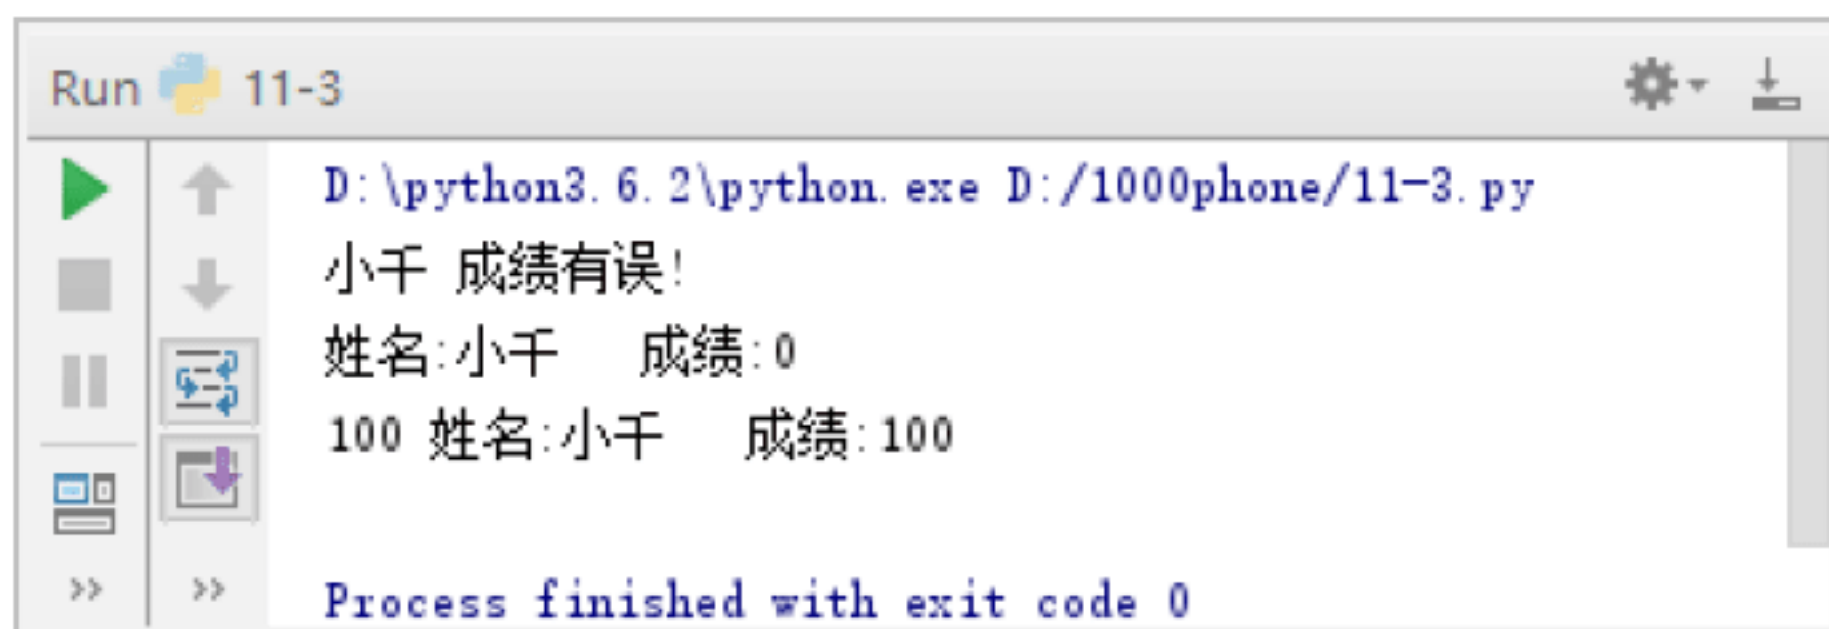 Run 11-3
D:\python3.6.2\python.exe D:/1000phone/11-3.py
小千 成绩有误!
姓名:小千 成绩:0
100 姓名:小千 成绩:100
Process finished with exit code 0